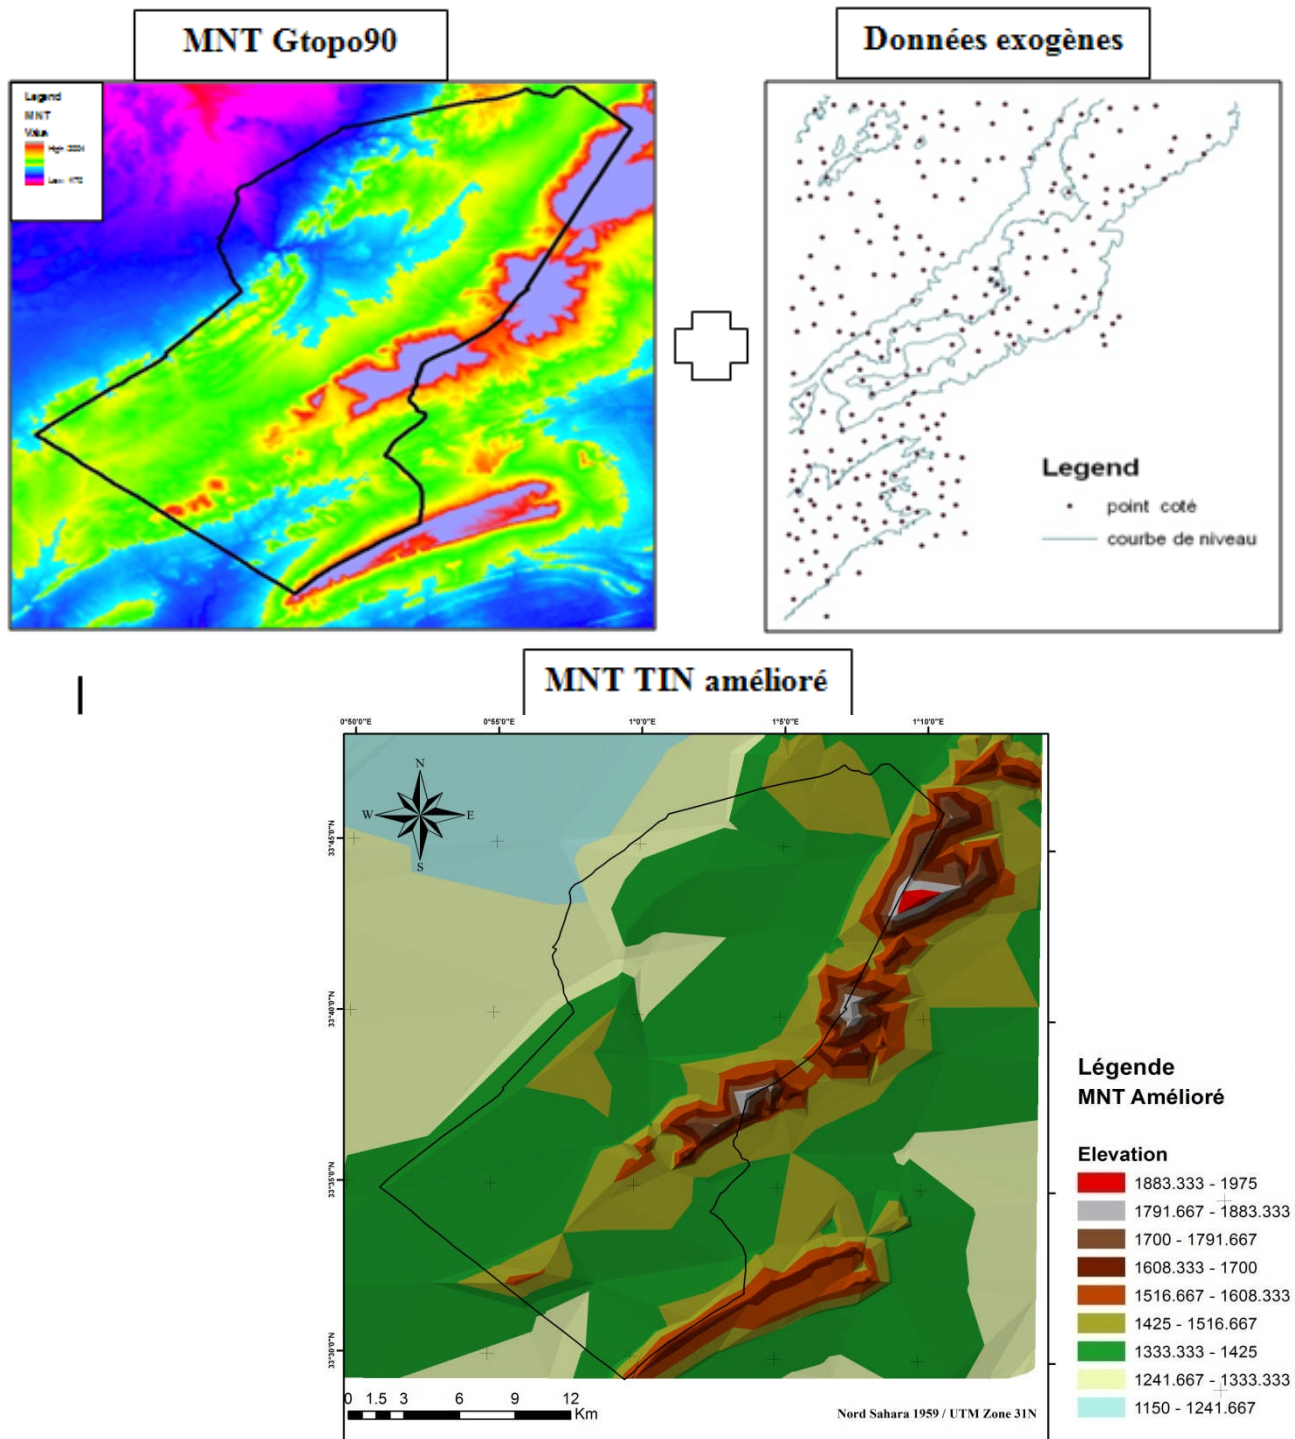 MNT Gtopo90
Données exogènes
Legend
MNT
Value
Legend
point coté
courbe de niveau
MNT TIN amélioré
0°50'0"E
0°55'0"E
1°0'0"E
1°5'0"E
1°10'0"E
N
W
E
S
33°45'0"N
33°40'0"N
33°35'0"N
33°30'0"N
0 1.5 3 6 9 12
Km
Nord Sahara 1959 / UTM Zone 31N
Légende
MNT Amélioré
Elevation
1883.333 - 1975
1791.667 - 1883.333
1700 - 1791.667
1608.333 - 1700
1516.667 - 1608.333
1425 - 1516.667
1333.333 - 1425
1241.667 - 1333.333
1150 - 1241.667